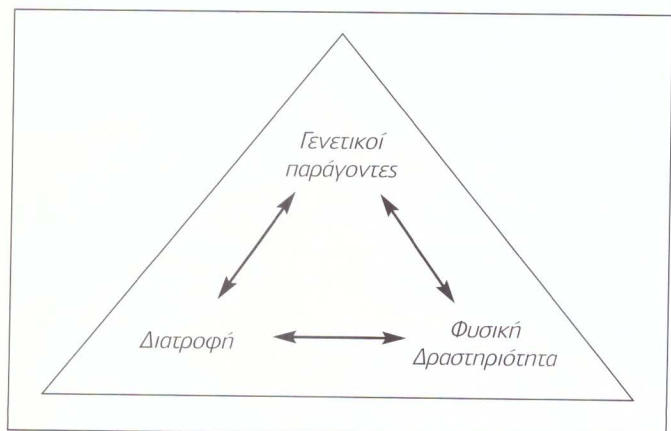 Γενετικοί
παράγοντες
Διατροφή
Φυσική
Δραστηριότητα